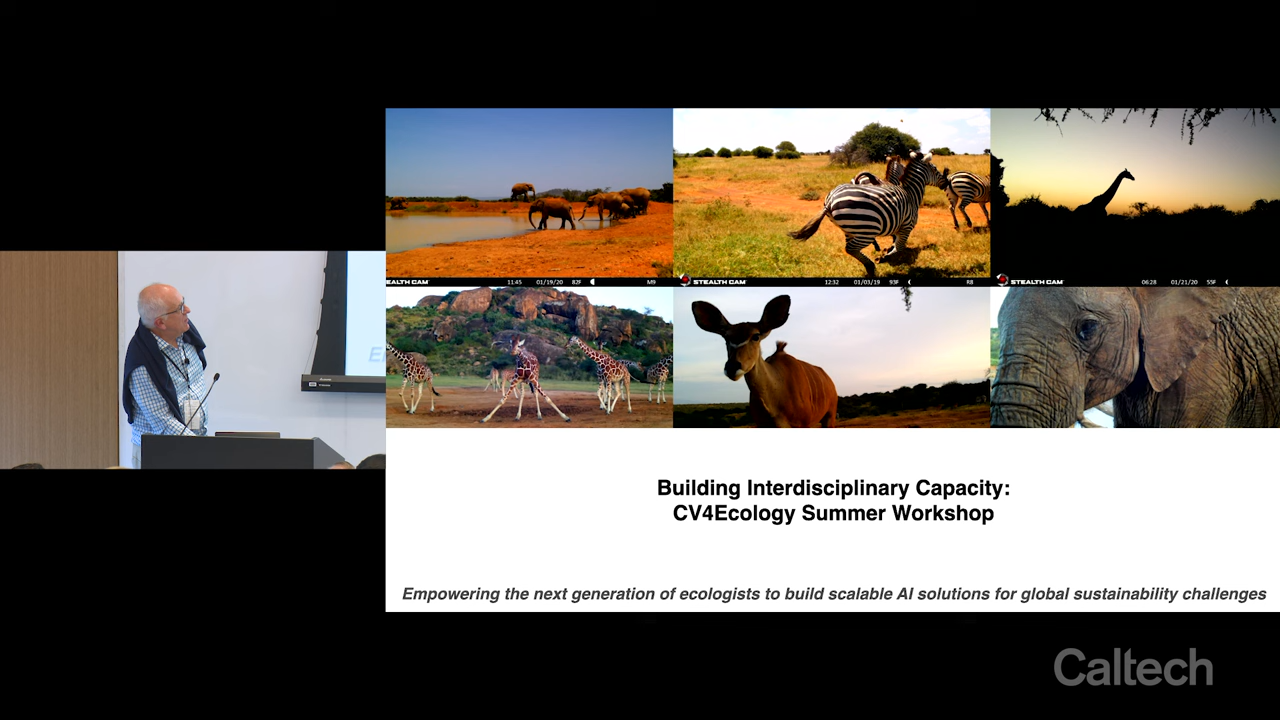 EALTH CAM
11:45 01/19/20 82F M9
STEALTH CAM
12:32 01/03/19 93F R8
STEALTH CAM
06:28 01/21/20 55F
Building Interdisciplinary Capacity:
CV4Ecology Summer Workshop
Empowering the next generation of ecologists to build scalable AI solutions for global sustainability challenges
Caltech